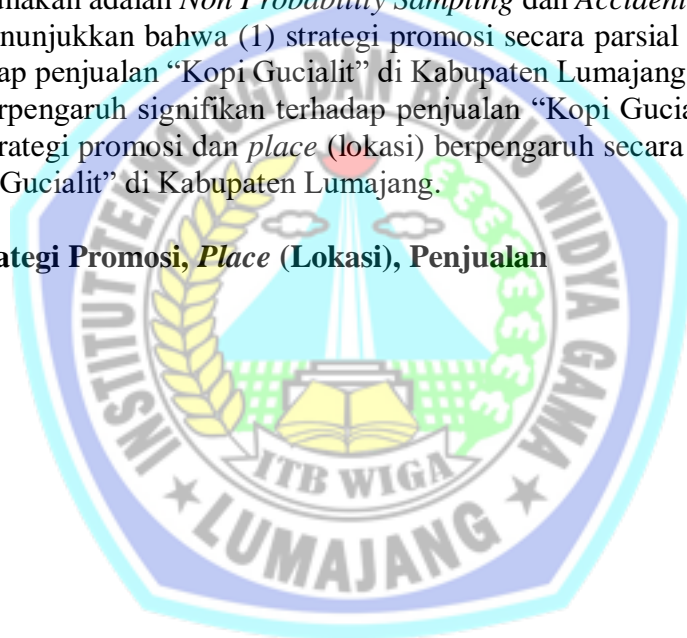 makan adalah Non Probability Sampling dan Acciden
nunjukkan bahwa (1) strategi promosi secara parsial
ap penjualan “Kopi Gucialit” di Kabupaten Lumajang
rpengaruh signifikan terhadap penjualan “Kopi Gucia
rategi promosi dan place (lokasi) berpengaruh secara
Gucialit” di Kabupaten Lumajang.
ategi Promosi, Place (Lokasi), Penjualan
INSTITUT TEKNOLOGI DAN BISNIS WIDYA GAMA
ITB WIGA
LUMAJANG